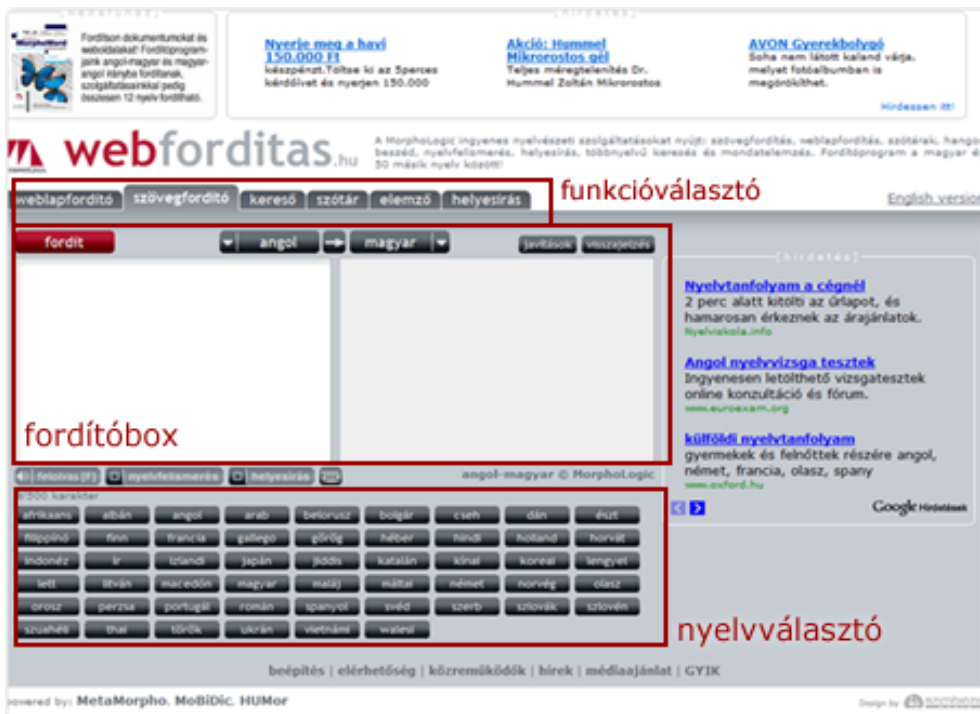 [webáruház]
Fordítson dokumentumokat és
weboldalakat! Fordítóprogram-
jaink angol-magyar és magyar-
angol irányba fordítanak,
szolgáltatásainkkal pedig
összesen 12 nyelv fordítható.
MorphoWord
[hirdetés]
Nyerje meg a havi
150.000 Ft
készpénzt.Töltse ki az 5perces
kérdőívet és nyerjen 150.000
Akció: Hummel
Mikrorostos gél
Teljes méregtelenítés Dr.
Hummel Zoltán Mikrorostos
AVON Gyerekbolygó
Soha nem látott kaland várja,
melyet fotóalbumban is
megörökíthet.
Hirdessen itt!
webforditas.hu
A MorphoLogic ingyenes nyelvészeti szolgáltatásokat nyújt: szövegfordítás, weblapfordítás, szótárak, hangos
beszéd, nyelvfelismerés, helyesírás, többnyelvű keresés és mondatelemzés. Fordítóprogram a magyar é
50 másik nyelv között!
weblapfordító szövegfordító kereső szótár elemző helyesírás
funkcióválasztó
English version
fordít angol magyar javítások visszajelzés
fordítóbox
[hirdetés]
Nyelvtanfolyam a cégnél
2 perc alatt kitölti az űrlapot, és
hamarosan érkeznek az árajánlatok.
Nyelviskola.info
Angol nyelvvizsga tesztek
Ingyenesen letölthető vizsgatesztek
online konzultáció és fórum.
www.euroexam.org
külföldi nyelvtanfolyam
gyermekek és felnőttek részére angol,
német, francia, olasz, spany
www.oxford.hu
Google Hirdetések
felolvas [F] nyelvfelismerés helyesírás
angol-magyar © MorphoLogic
0/500 karakter
afrikaans albán angol arab belorusz bolgár cseh dán észt
filippínó finn francia gallego görög héber hindi holland horvát
indonéz ír izlandi japán jiddis katalán kínai koreai lengyel
lett litván macedón magyar maláj máltai német norvég olasz
orosz perzsa portugál román spanyol svéd szerb szlovák szlovén
szuahéli thai török ukrán vietnámi walesi
nyelvválasztó
beépítés | elérhetőség | közreműködők | hírek | médiaajánlat | GYIK
powered by: MetaMorpho, MoBiDic, HUMor
Design by